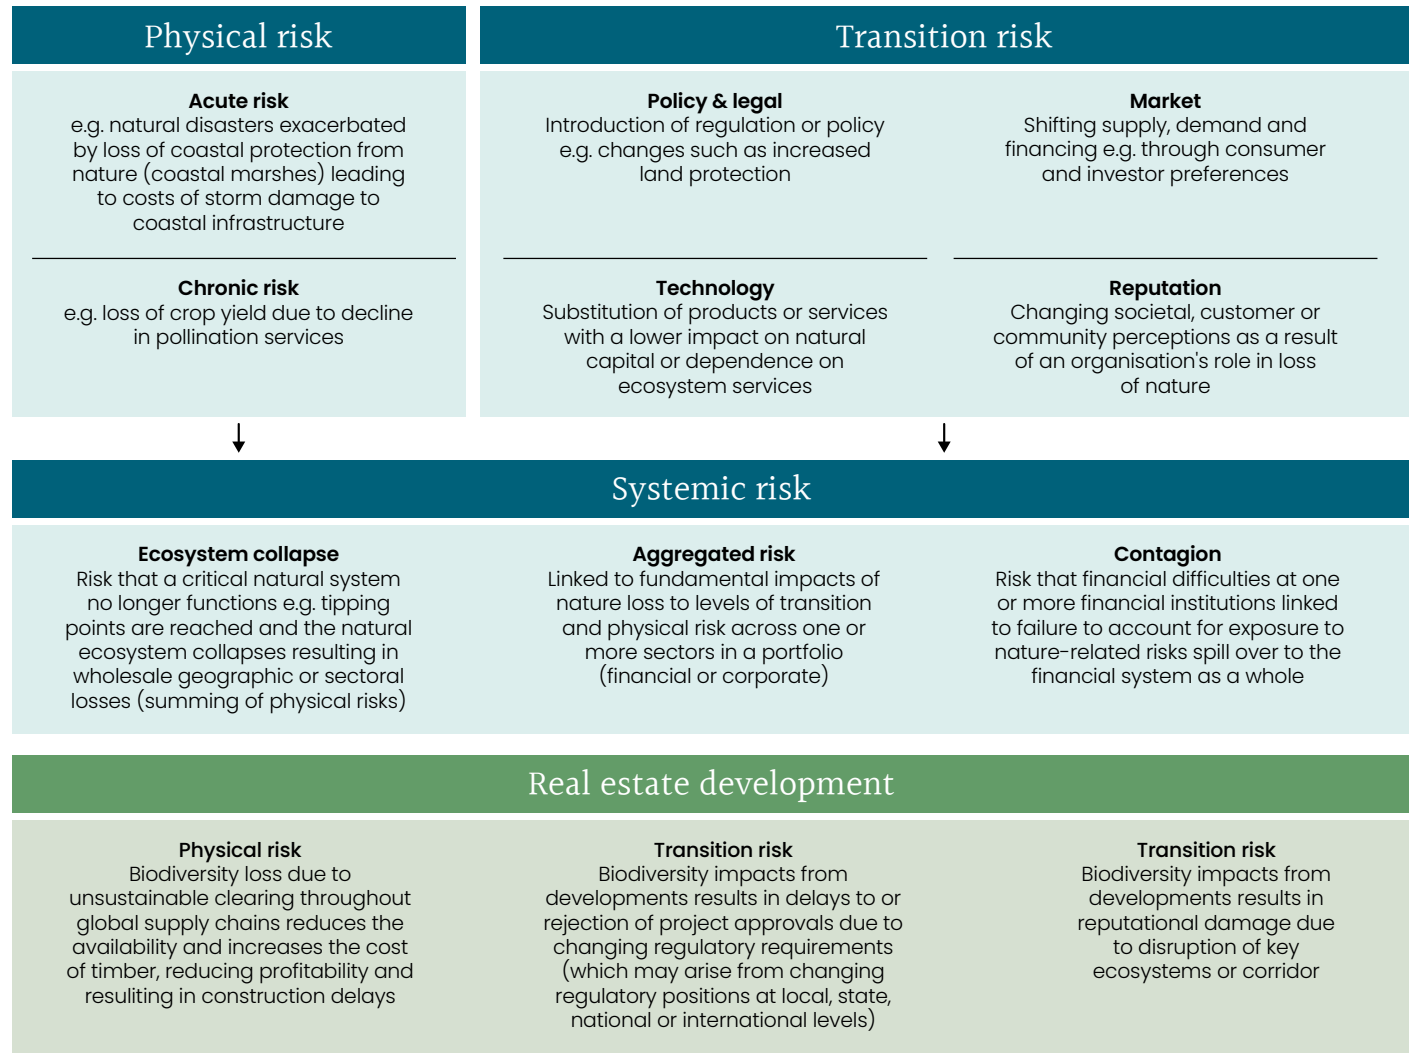 Physical risk
Acute risk
e.g. natural disasters exacerbated
by loss of coastal protection from
nature (coastal marshes) leading
to costs of storm damage to
coastal infrastructure
Chronic risk
e.g. loss of crop yield due to decline
in pollination services
Transition risk
Policy & legal
Introduction of regulation or policy
e.g. changes such as increased
land protection
Market
Shifting supply, demand and
financing e.g. through consumer
and investor preferences
Technology
Substitution of products or services
with a lower impact on natural
capital or dependence on
ecosystem services
Reputation
Changing societal, customer or
community perceptions as a result
of an organisation's role in loss
of nature
Systemic risk
Ecosystem collapse
Risk that a critical natural system
no longer functions e.g. tipping
points are reached and the natural
ecosystem collapses resulting in
wholesale geographic or sectoral
losses (summing of physical risks)
Aggregated risk
Linked to fundamental impacts of
nature loss to levels of transition
and physical risk across one or
more sectors in a portfolio
(financial or corporate)
Contagion
Risk that financial difficulties at one
or more financial institutions linked
to failure to account for exposure to
nature-related risks spill over to the
financial system as a whole
Real estate development
Physical risk
Biodiversity loss due to
unsustainable clearing throughout
global supply chains reduces the
availability and increases the cost
of timber, reducing profitability and
resuliting in construction delays
Transition risk
Biodiversity impacts from
developments results in delays to or
rejection of project approvals due to
changing regulatory requirements
(which may arise from changing
regulatory positions at local, state,
national or international levels)
Transition risk
Biodiversity impacts from
developments results in
reputational damage due
to disruption of key
ecosystems or corridor